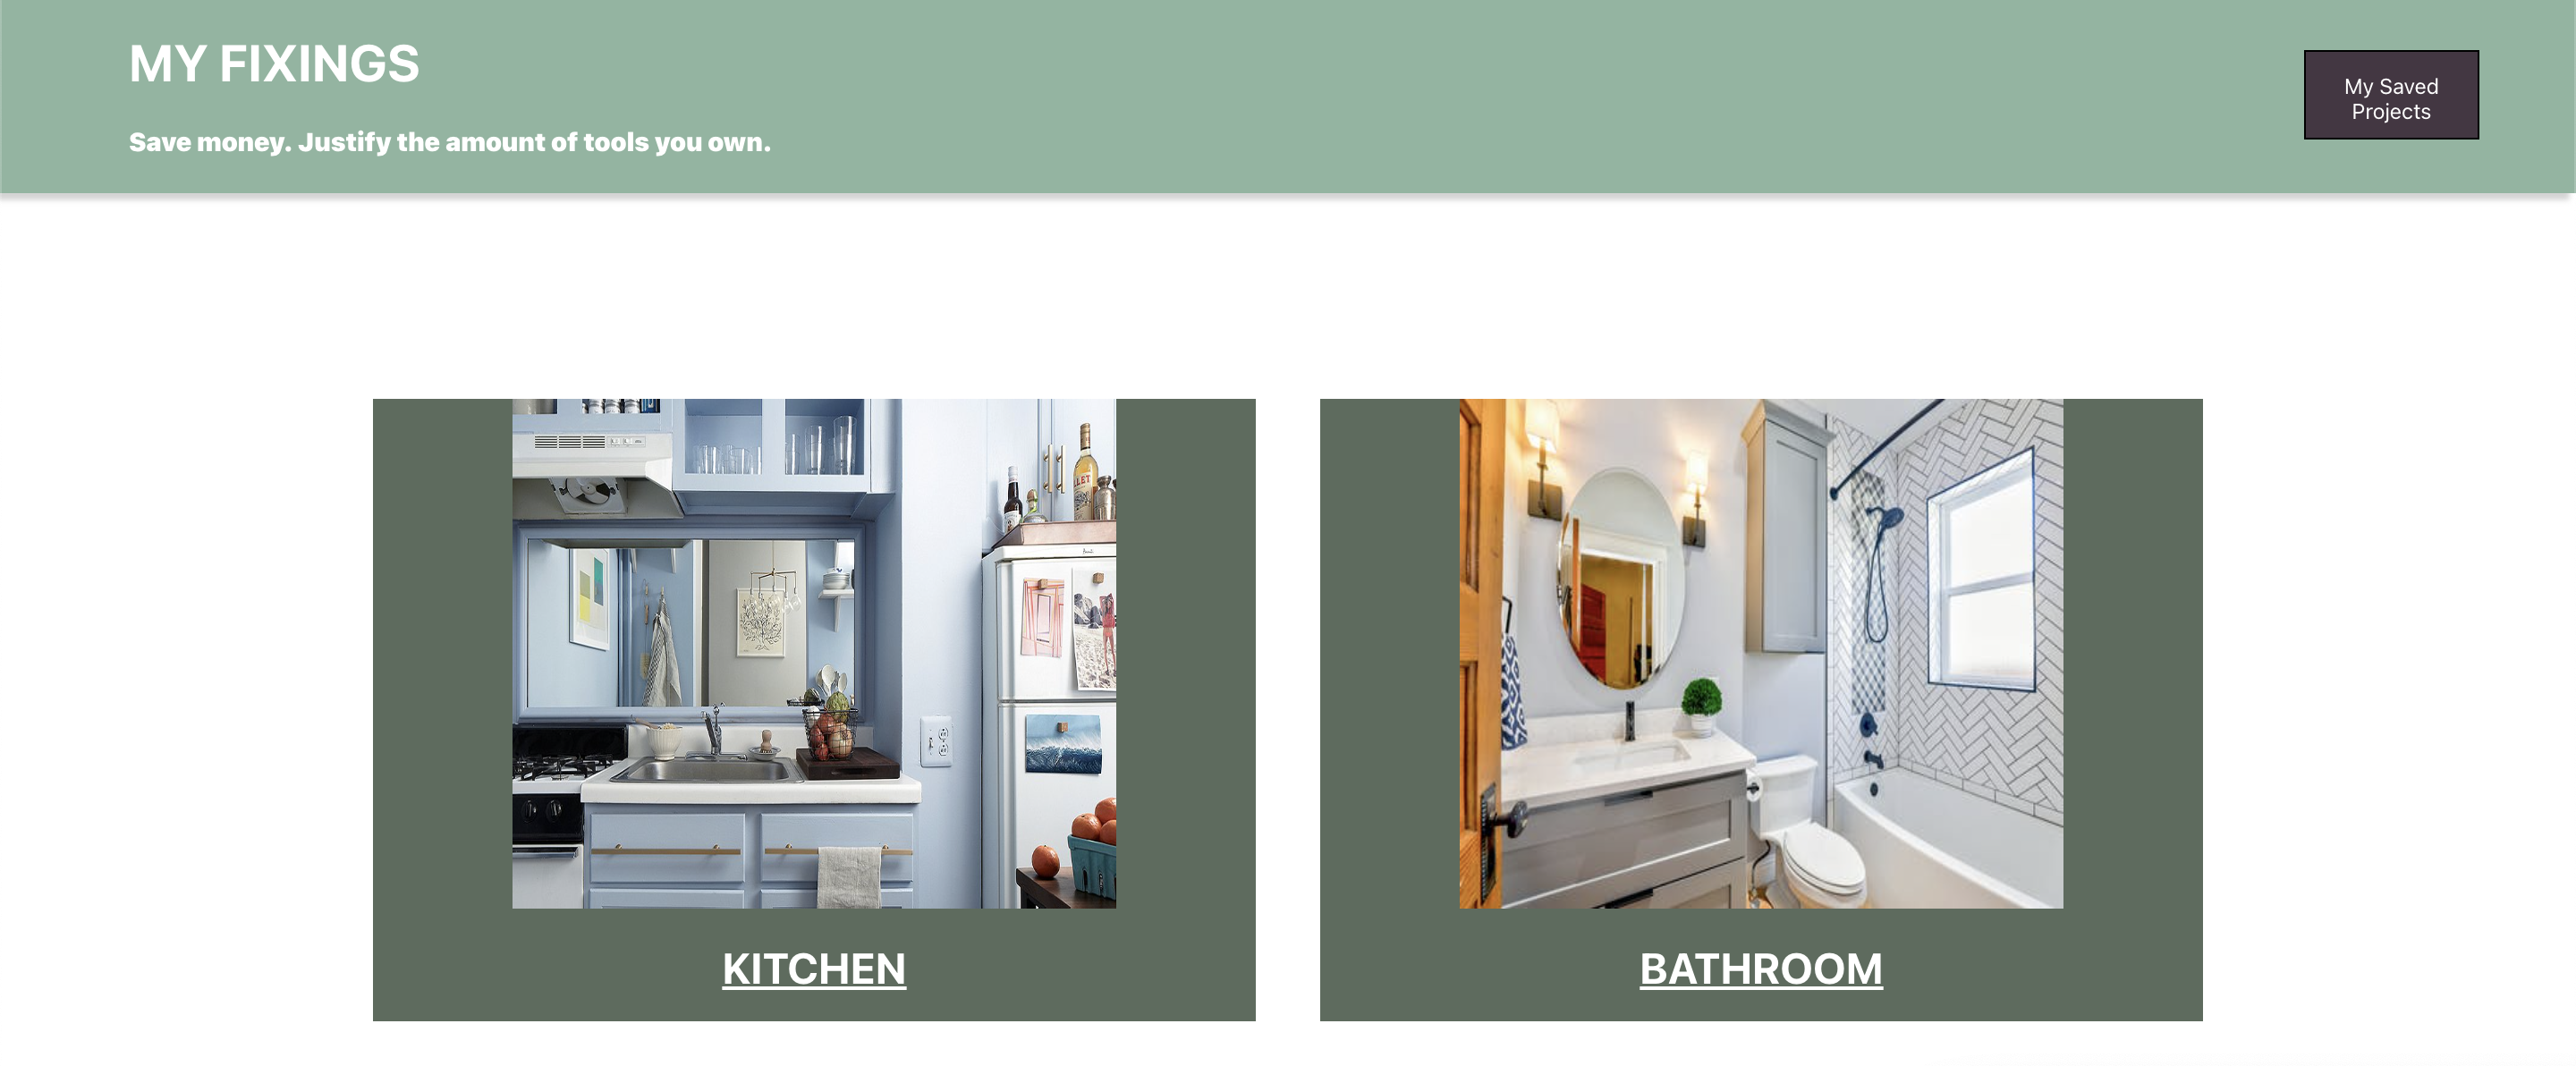 MY FIXINGS
Save money. Justify the amount of tools you own.
My Saved
Projects
KITCHEN
BATHROOM